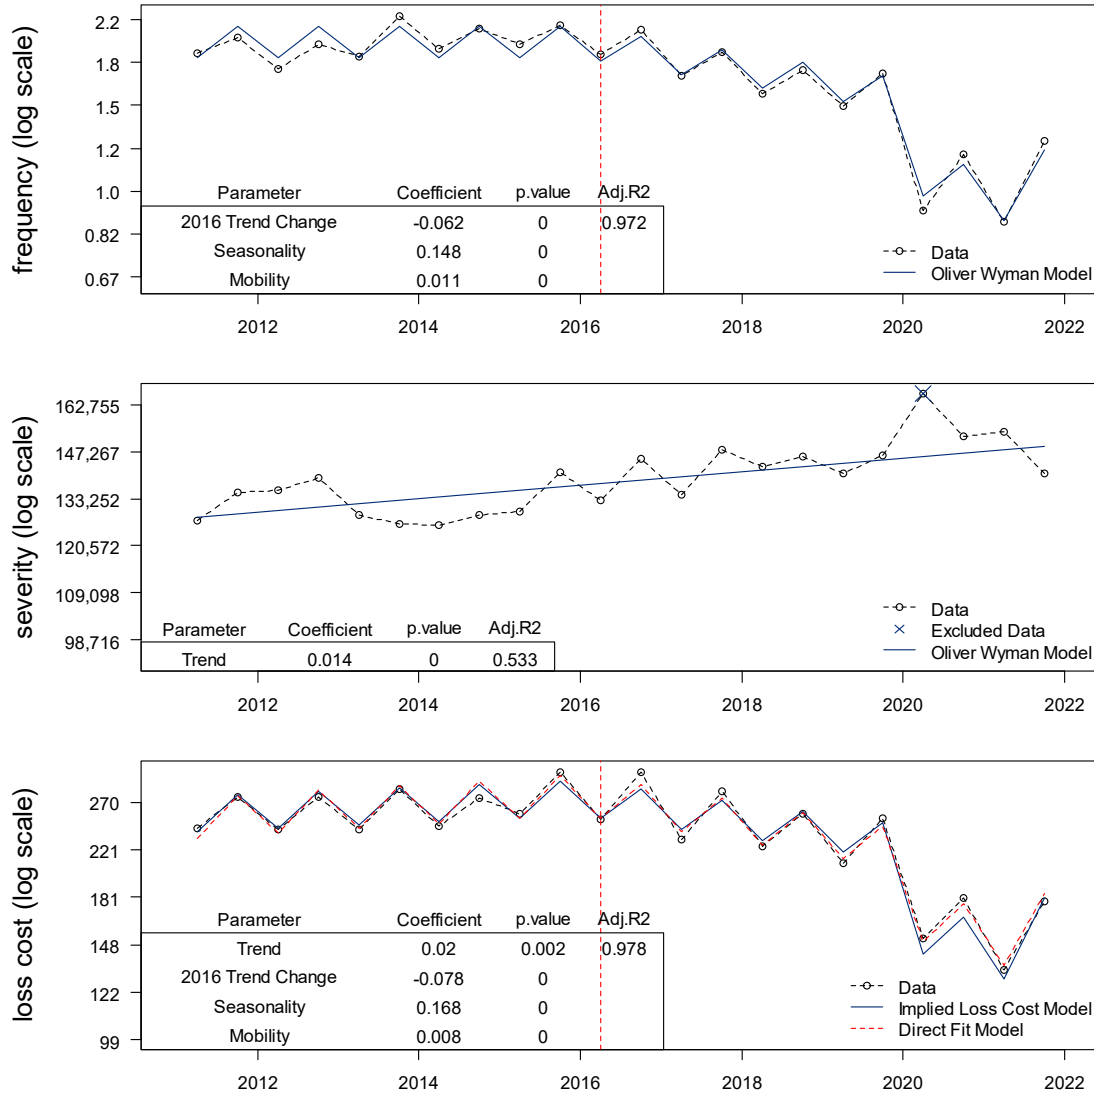 frequency (log scale)
2.2
1.8
1.5
1.2
1.0
0.82
0.67
Parameter Coefficient p.value Adj.R2
2016 Trend Change -0.062 0 0.972
Seasonality 0.148 0
Mobility 0.011 0
Data
Oliver Wyman Model
2012 2014 2016 2018 2020 2022
severity (log scale)
162,755
147,267
133,252
120,572
109,098
98,716
Parameter Coefficient p.value Adj.R2
Trend 0.014 0 0.533
Data
Excluded Data
Oliver Wyman Model
2012 2014 2016 2018 2020 2022
loss cost (log scale)
270
221
181
148
122
99
Parameter Coefficient p.value Adj.R2
Trend 0.02 0.002 0.978
2016 Trend Change -0.078 0
Seasonality 0.168 0
Mobility 0.008 0
Data
Implied Loss Cost Model
Direct Fit Model
2012 2014 2016 2018 2020 2022